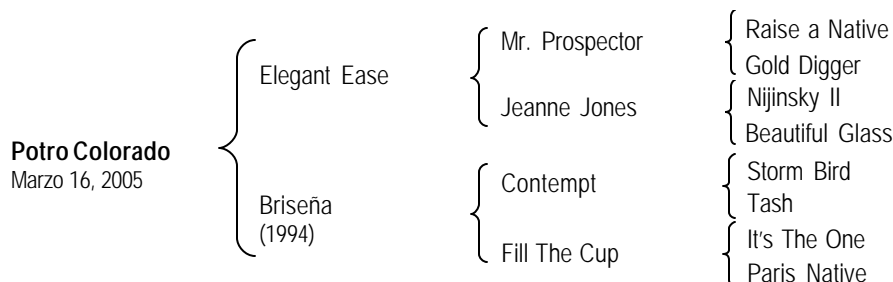 Potro Colorado
Marzo 16, 2005
Elegant Ease
Briseña
(1994)
Mr. Prospector
Jeanne Jones
Contempt
Fill The Cup
Raise a Native
Gold Digger
Nijinsky II
Beautiful Glass
Storm Bird
Tash
It's The One
Paris Native